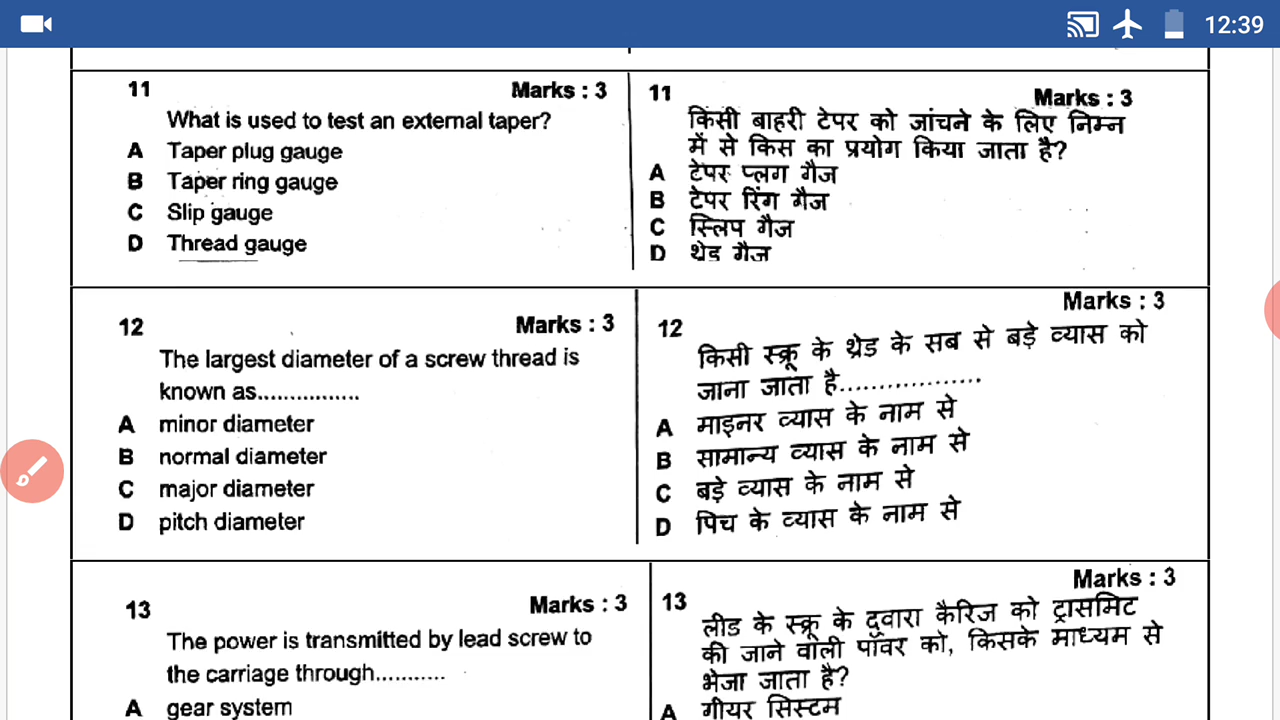 12:39
11 Marks : 3
What is used to test an external taper?
A Taper plug gauge
B Taper ring gauge
C Slip gauge
D Thread gauge
11 Marks : 3
किसी बाहरी टेपर को जांचने के लिए निम्न
में से किस का प्रयोग किया जाता है?
A टेपर प्लग गैज
B टेपर रिंग गैज
C स्लिप गैज
D थ्रेड गैज
12 Marks : 3
The largest diameter of a screw thread is
known as................
A minor diameter
B normal diameter
C major diameter
D pitch diameter
Marks : 3
12
किसी स्क्रू के थ्रेड के सब से बड़े व्यास को
जाना जाता है..................
A माइनर व्यास के नाम से
B सामान्य व्यास के नाम से
C बड़े व्यास के नाम से
D पिच के व्यास के नाम से
13 Marks : 3
The power is transmitted by lead screw to
the carriage through...........
A gear system
Marks : 3
13
लीड के स्क्रू के द्वारा कैरिज को ट्रासमिट
की जाने वाली पॉवर को, किसके माध्यम से
भेजा जाता है?
A गीयर सिस्टम